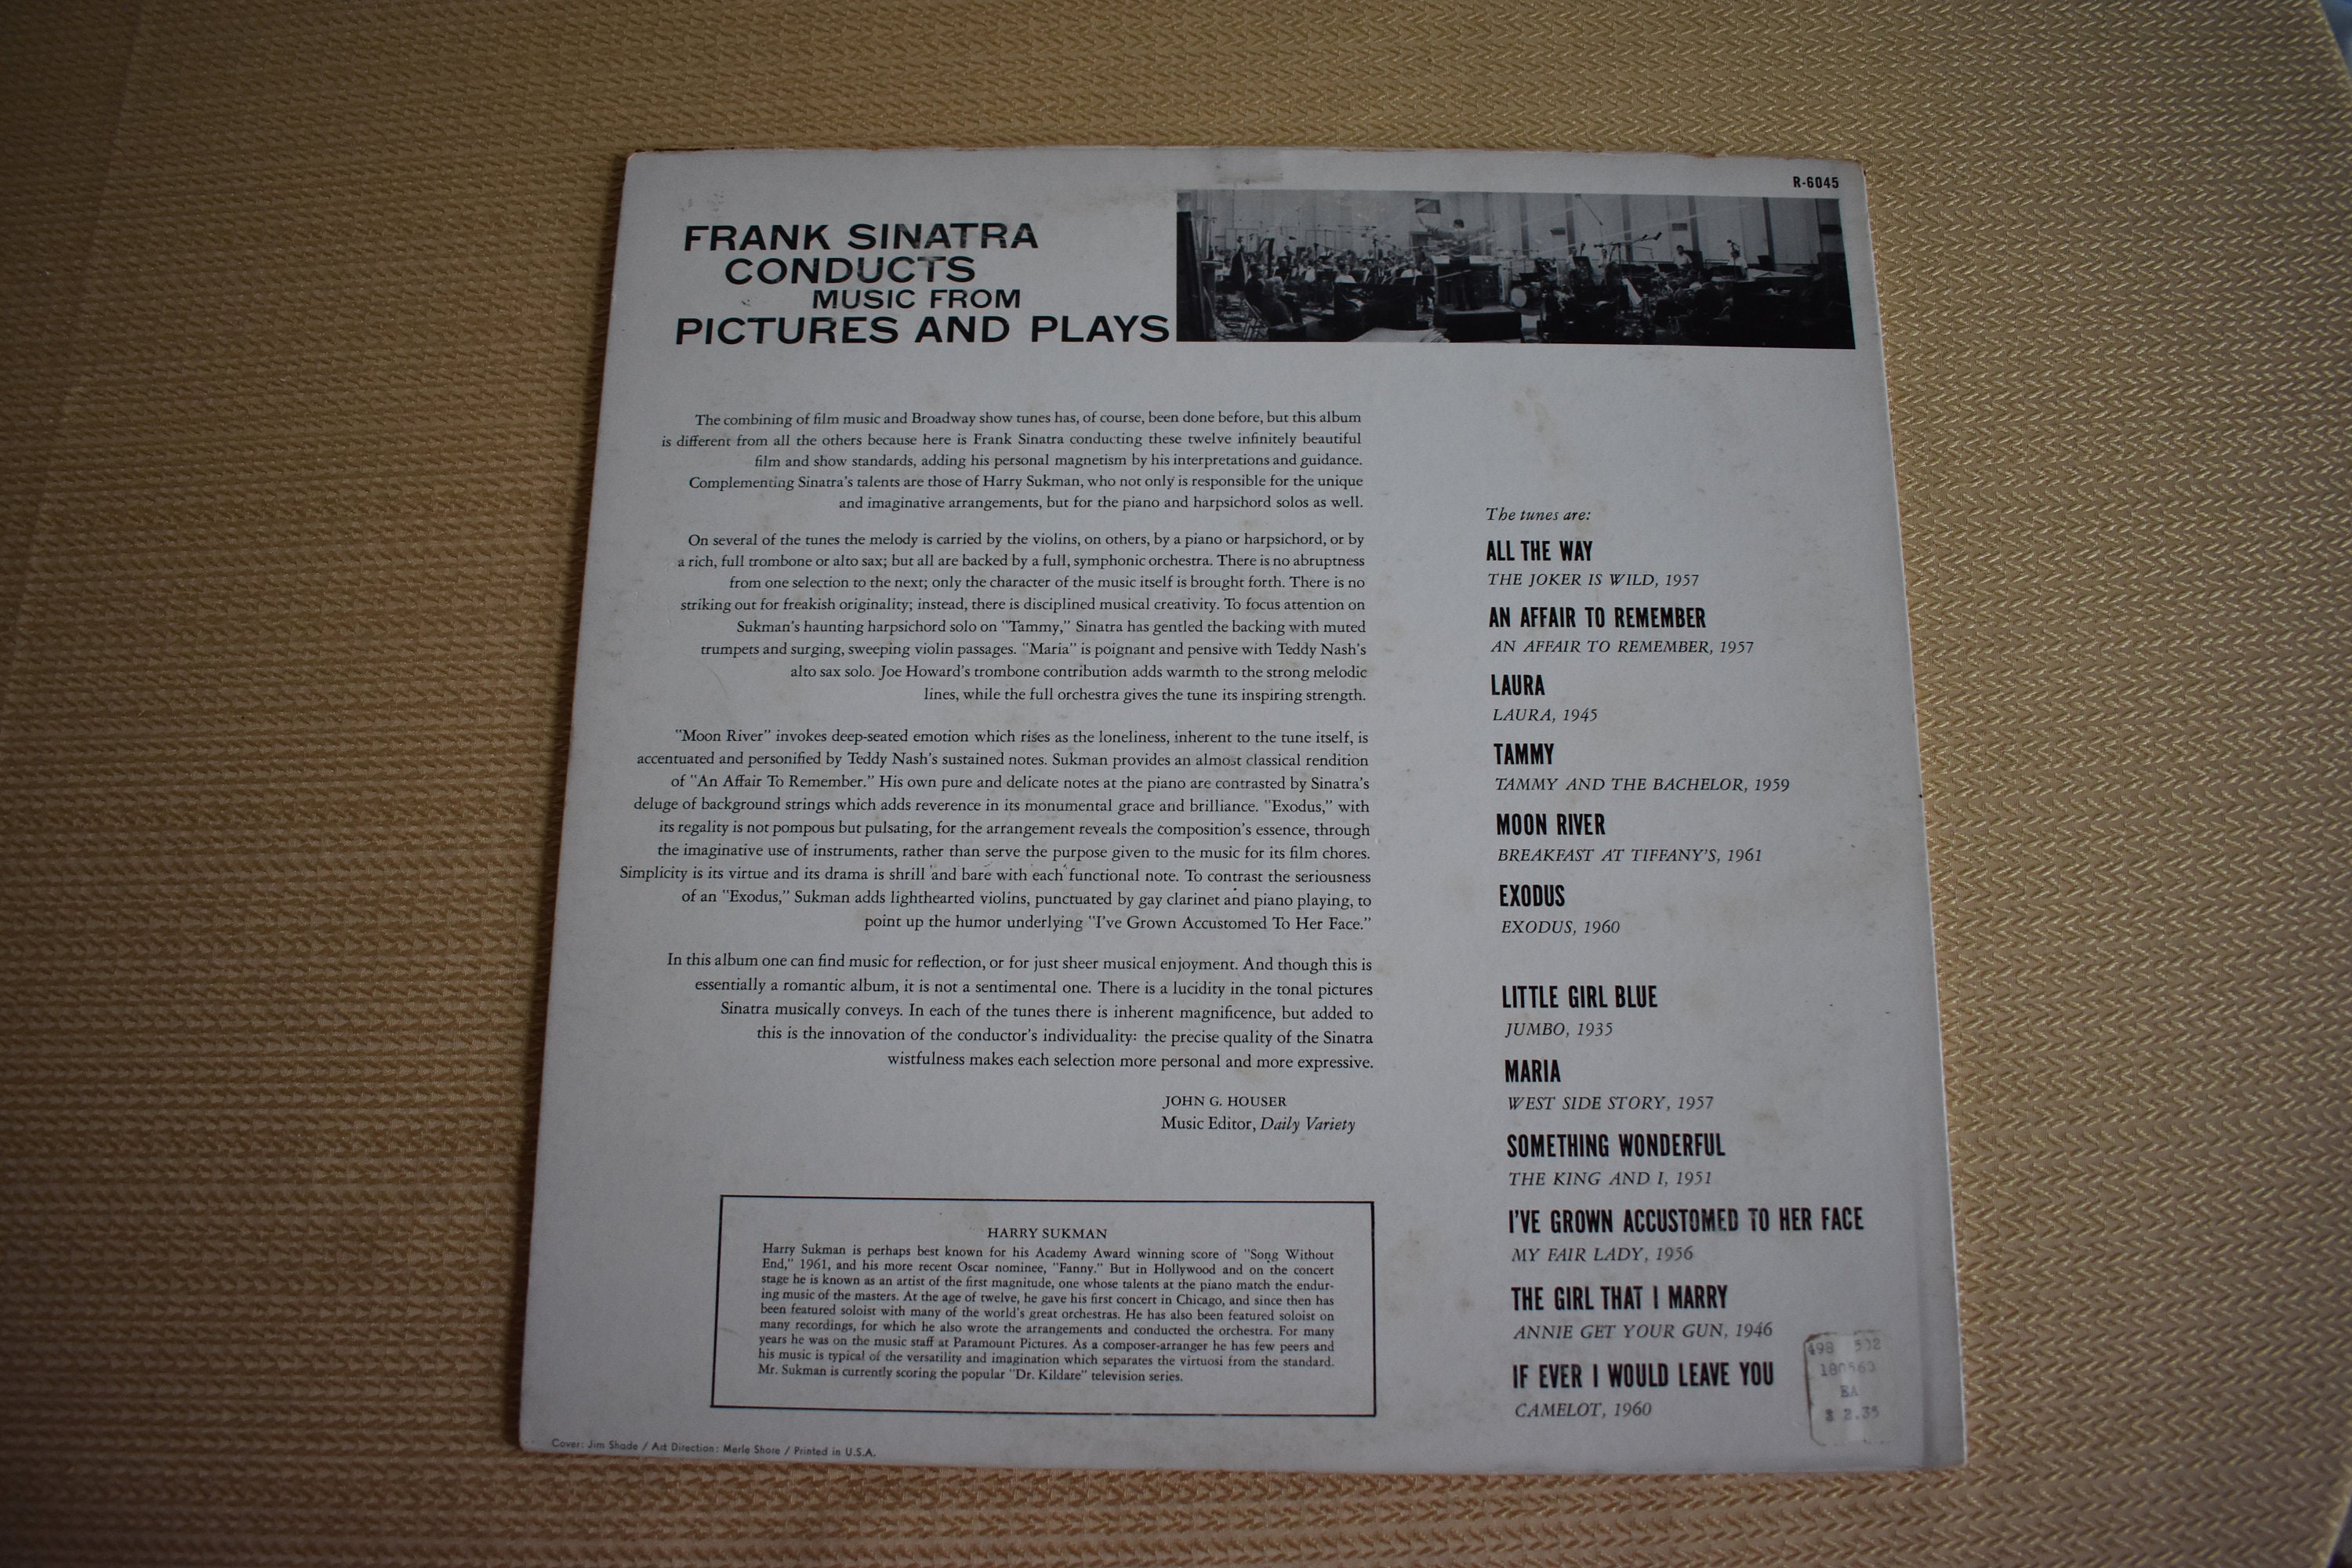 R-6045
FRANK SINATRA
CONDUCTS
MUSIC FROM
PICTURES AND PLAYS
The combining of film music and Broadway show tunes has, of course, been done before, but this album
is different from all the others because here is Frank Sinatra conducting these twelve infinitely beautiful
film and show standards, adding his personal magnetism by his interpretations and guidance.
Complementing Sinatra's talents are those of Harry Sukman, who not only is responsible for the unique
and imaginative arrangements, but for the piano and harpsichord solos as well.
On several of the tunes the melody is carried by the violins, on others, by a piano or harpsichord, or by
a rich, full trombone or alto sax; but all are backed by a full, symphonic orchestra. There is no abruptness
from one selection to the next; only the character of the music itself is brought forth. There is no
striking out for freakish originality; instead, there is disciplined musical creativity. To focus attention on
Sukman's haunting harpsichord solo on "Tammy," Sinatra has gentled the backing with muted
trumpets and surging, sweeping violin passages. "Maria" is poignant and pensive with Teddy Nash's
alto sax solo. Joe Howard's trombone contribution adds warmth to the strong melodic
lines, while the full orchestra gives the tune its inspiring strength.
"Moon River" invokes deep-seated emotion which rises as the loneliness, inherent to the tune itself, is
accentuated and personified by Teddy Nash's sustained notes. Sukman provides an almost classical rendition
of "An Affair To Remember." His own pure and delicate notes at the piano are contrasted by Sinatra's
deluge of background strings which adds reverence in its monumental grace and brilliance. "Exodus," with
its regality is not pompous but pulsating, for the arrangement reveals the composition's essence, through
the imaginative use of instruments, rather than serve the purpose given to the music for its film chores.
Simplicity is its virtue and its drama is shrill and bare with each functional note. To contrast the seriousness
of an "Exodus," Sukman adds lighthearted violins, punctuated by gay clarinet and piano playing, to
point up the humor underlying "I've Grown Accustomed To Her Face."
In this album one can find music for reflection, or for just sheer musical enjoyment. And though this is
essentially a romantic album, it is not a sentimental one. There is a lucidity in the tonal pictures
Sinatra musically conveys. In each of the tunes there is inherent magnificence, but added to
this is the innovation of the conductor's individuality: the precise quality of the Sinatra
wistfulness makes each selection more personal and more expressive.
JOHN G. HOUSER
Music Editor, Daily Variety
HARRY SUKMAN
Harry Sukman is perhaps best known for his Academy Award winning score of "Song Without
End," 1961, and his more recent Oscar nominee, "Fanny." But in Hollywood and on the concert
stage he is known as an artist of the first magnitude, one whose talents at the piano match the endur-
ing music of the masters. At the age of twelve, he gave his first concert in Chicago, and since then has
been featured soloist with many of the world's great orchestras. He has also been featured soloist on
many recordings, for which he also wrote the arrangements and conducted the orchestra. For many
years he was on the music staff at Paramount Pictures. As a composer-arranger he has few peers and
his music is typical of the versatility and imagination which separates the virtuosi from the standard.
Mr. Sukman is currently scoring the popular "Dr. Kildare" television series.
Cover: Jim Shade / Art Direction: Merle Shore / Printed in U.S.A.
The tunes are:
ALL THE WAY
THE JOKER IS WILD, 1957
AN AFFAIR TO REMEMBER
AN AFFAIR TO REMEMBER, 1957
LAURA
LAURA, 1945
TAMMY
TAMMY AND THE BACHELOR, 1959
MOON RIVER
BREAKFAST AT TIFFANY'S, 1961
EXODUS
EXODUS, 1960
LITTLE GIRL BLUE
JUMBO, 1935
MARIA
WEST SIDE STORY, 1957
SOMETHING WONDERFUL
THE KING AND I, 1951
I'VE GROWN ACCUSTOMED TO HER FACE
MY FAIR LADY, 1956
THE GIRL THAT I MARRY
ANNIE GET YOUR GUN, 1946
IF EVER I WOULD LEAVE YOU
CAMELOT, 1960
498
EA
$ 2.35